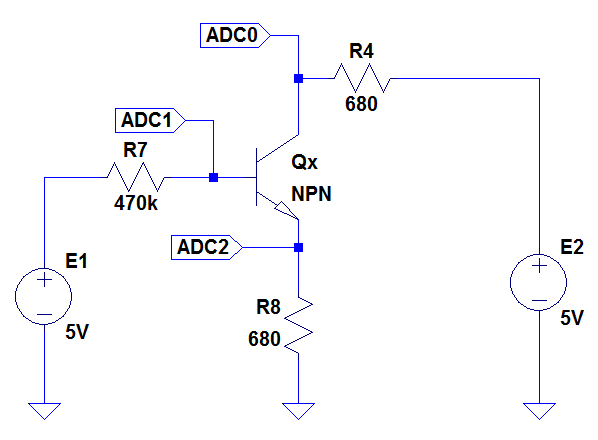 ADC0
R4
680
ADC1
R7
470k
Qx
NPN
ADC2
E1
5V
R8
680
E2
5V